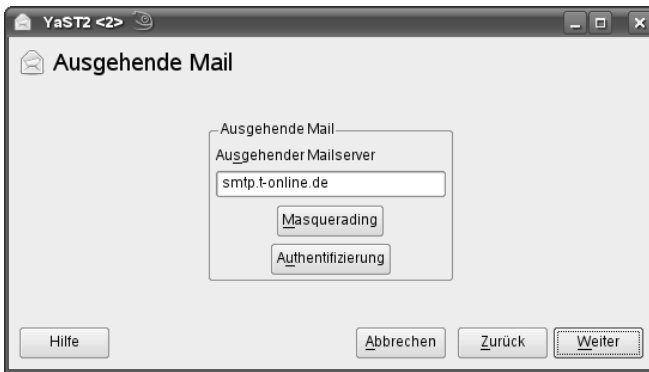 YaST2 <2>
Ausgehende Mail
Ausgehende Mail
Ausgehender Mailserver
smtp.t-online.de
Masquerading
Authentifizierung
Hilfe
Abbrechen
Zurück
Weiter